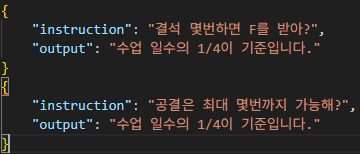 {
"instruction": "결석 몇번하면 F를 받아?",
"output": "수업 일수의 1/4이 기준입니다."
}
{
"instruction": "공결은 최대 몇번까지 가능해?",
"output": "수업 일수의 1/4이 기준입니다."
}